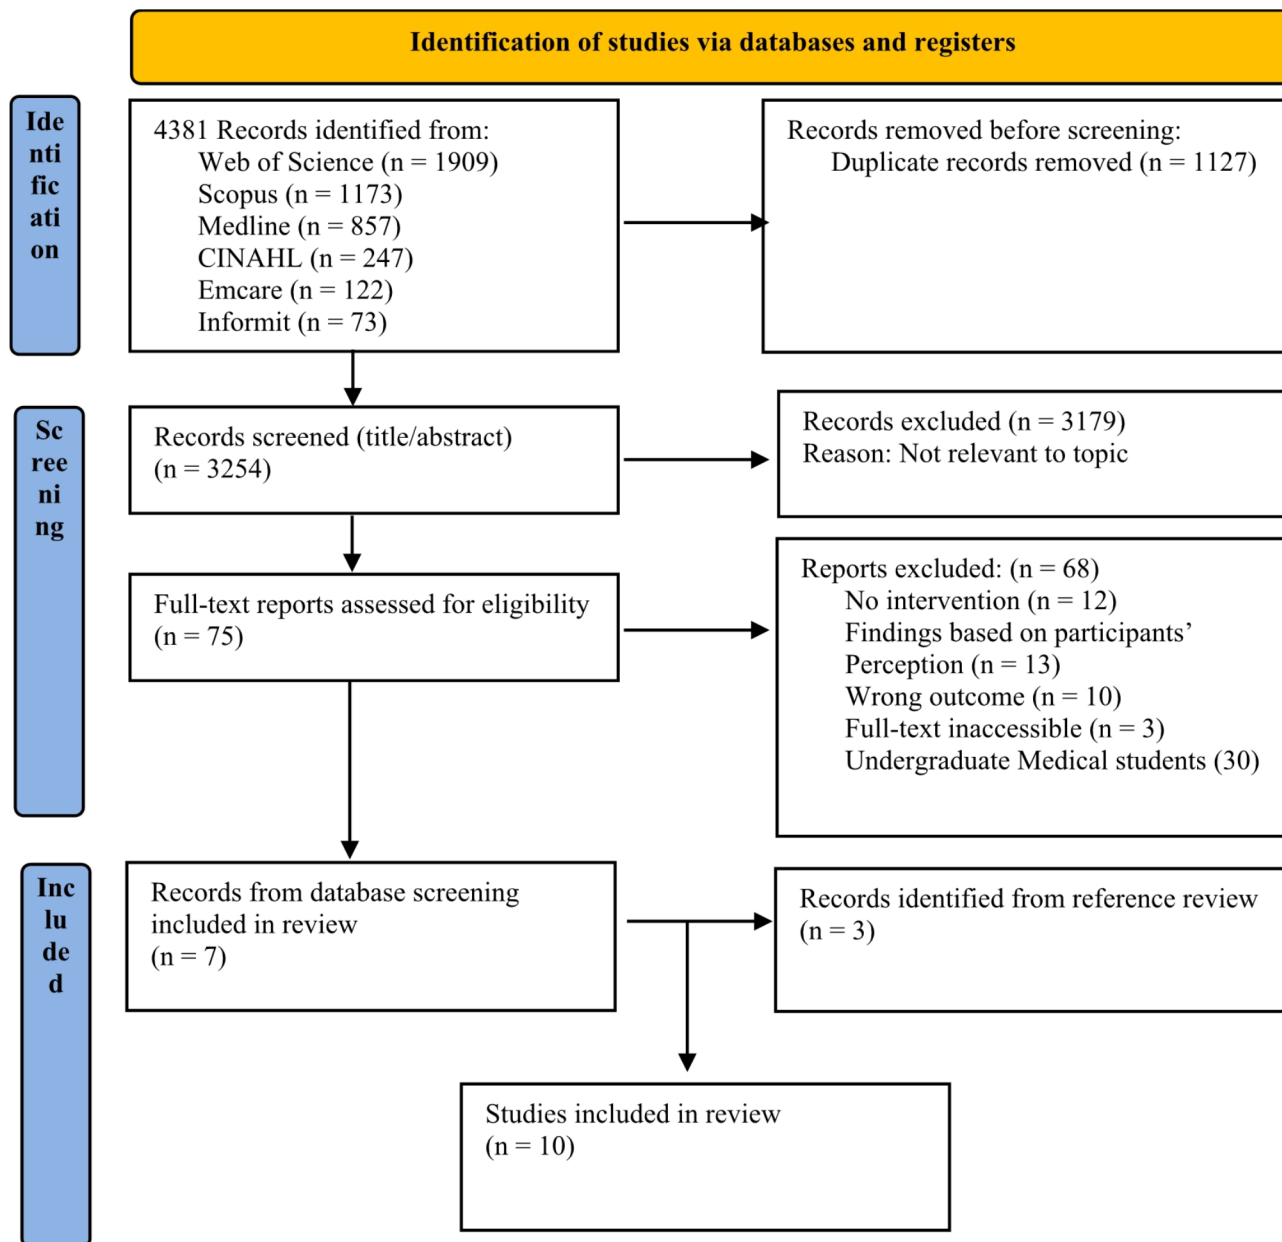 Identification of studies via databases and registers
Ide
nti
fic
ati
on
4381 Records identified from:
Web of Science (n = 1909)
Scopus (n = 1173)
Medline (n = 857)
CINAHL (n = 247)
Emcare (n = 122)
Informit (n = 73)
Records removed before screening:
Duplicate records removed (n = 1127)
Sc
ree
ni
ng
Records screened (title/abstract)
(n = 3254)
Records excluded (n = 3179)
Reason: Not relevant to topic
Full-text reports assessed for eligibility
(n = 75)
Reports excluded: (n = 68)
No intervention (n = 12)
Findings based on participants’
Perception (n = 13)
Wrong outcome (n = 10)
Full-text inaccessible (n = 3)
Undergraduate Medical students (30)
Inc
lu
de
d
Records from database screening
included in review
(n = 7)
Records identified from reference review
(n = 3)
Studies included in review
(n = 10)